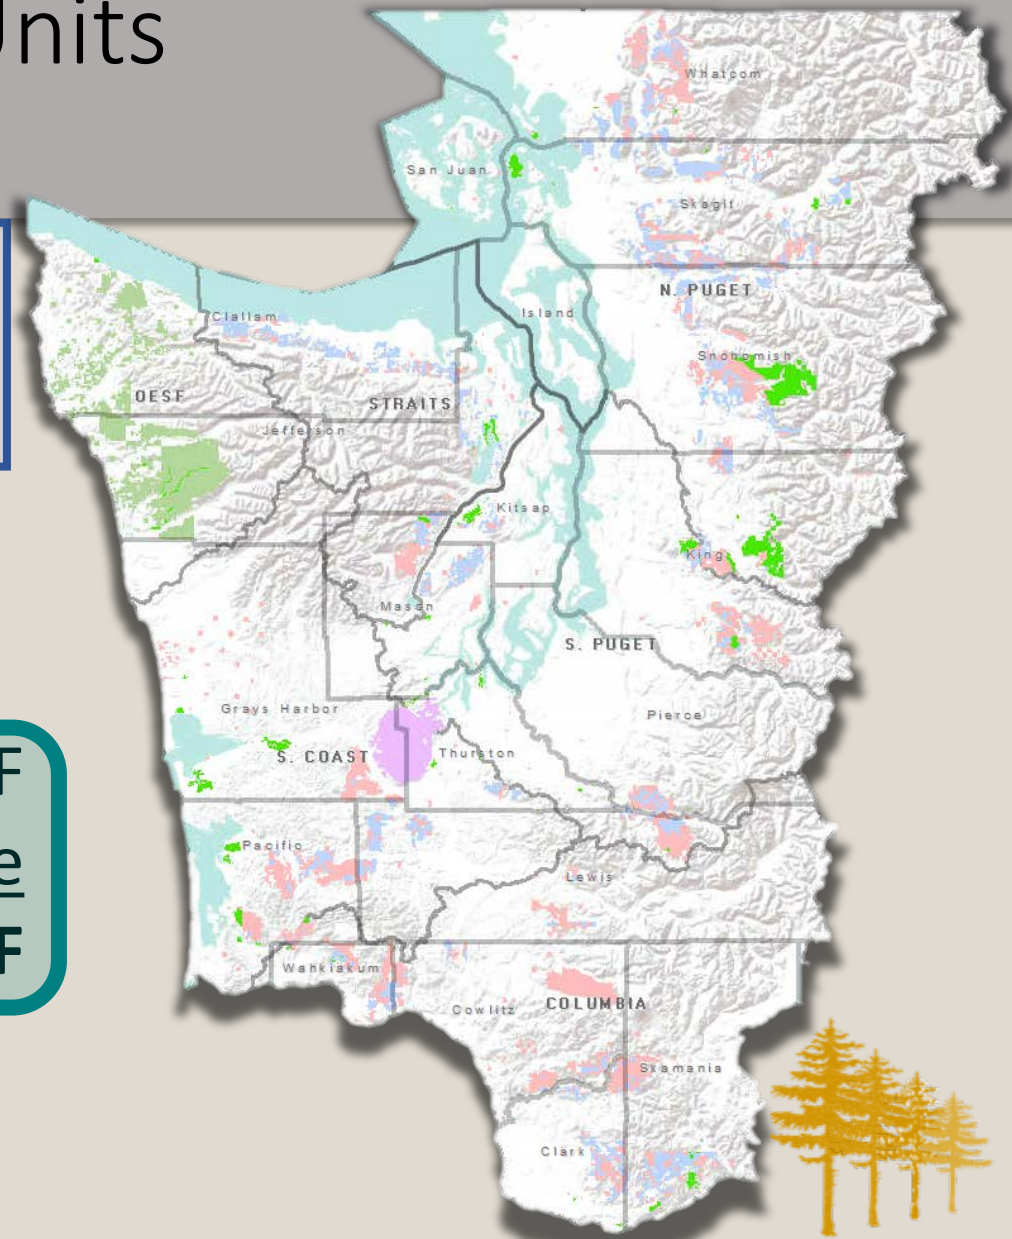 Units
Whatcom
San Juan
Skagit
N. PUGET
Clallam
Island
Snohomish
OESF
STRAITS
Jefferson
Kitsap
King
Mason
S. PUGET
Grays Harbor
Pierce
S. COAST
Thurston
F
e
F
Pacific
Lewis
Wahkiakum
Cowlitz
COLUMBIA
Skamania
Clark